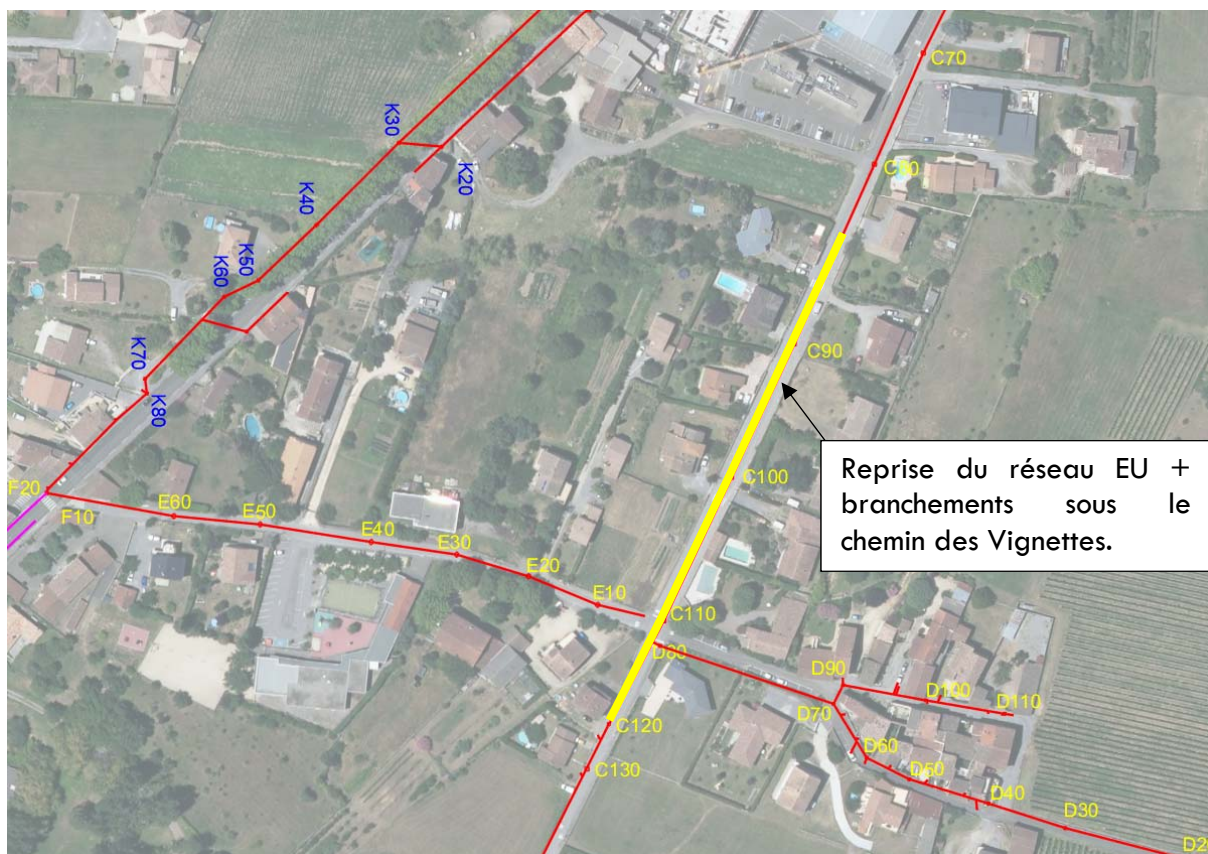 C70
K30
K20
C80
K40
K50
K60
C90
K70
K80
Reprise du réseau EU +
branchements sous le
chemin des Vignettes.
C100
F20
F10
E60
E50
E40
E30
E20
E10
C110
D80
D90
D100
D110
D70
C120
D60
C130
D50
D40
D30